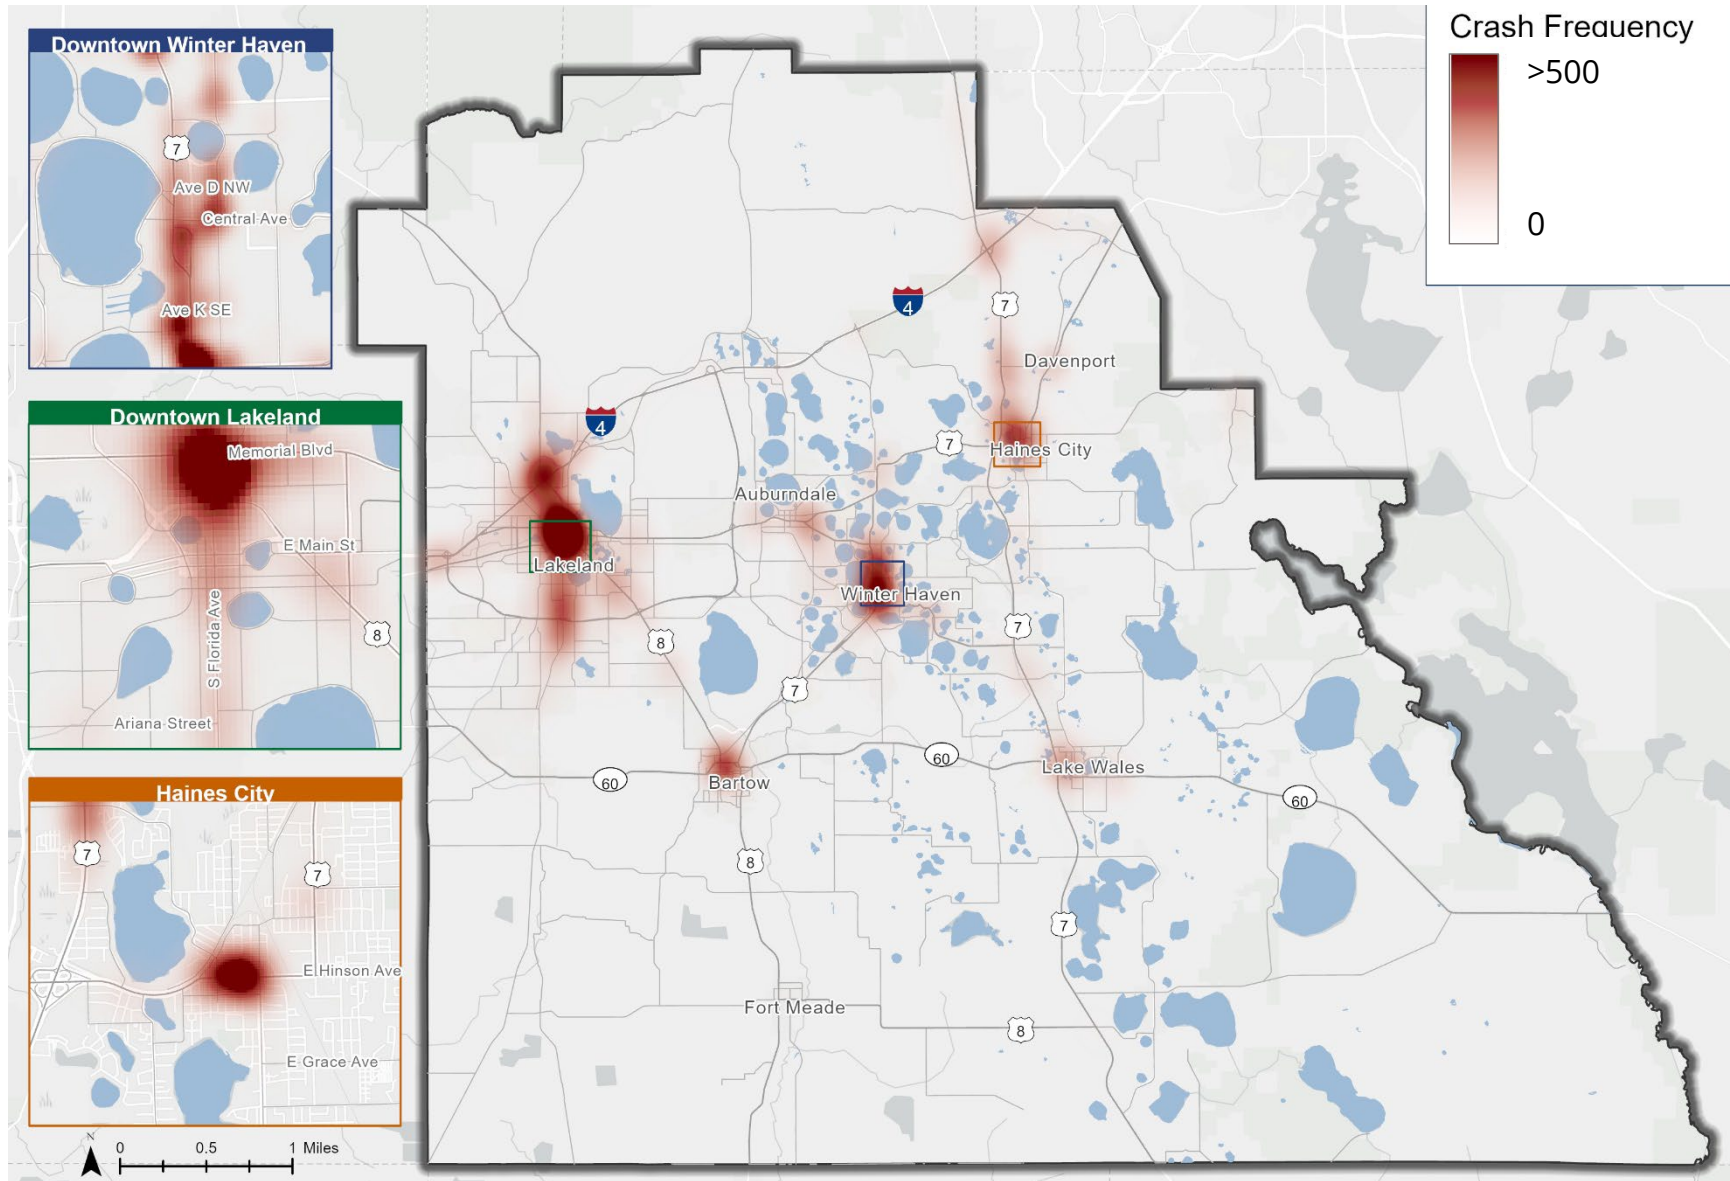 Crash Frequency
>500
0
Downtown Winter Haven
7
Ave D NW
Central Ave
Ave K SE
Downtown Lakeland
Memorial Blvd
E Main St
S Florida Ave
8
Ariana Street
Haines City
7
7
E Hinson Ave
E Grace Ave
N
0 0.5 1 Miles
4
7
Davenport
4
7
Haines City
Auburndale
Lakeland
Winter Haven
7
8
7
60
Lake Wales
60
Bartow
60
8
7
Fort Meade
8